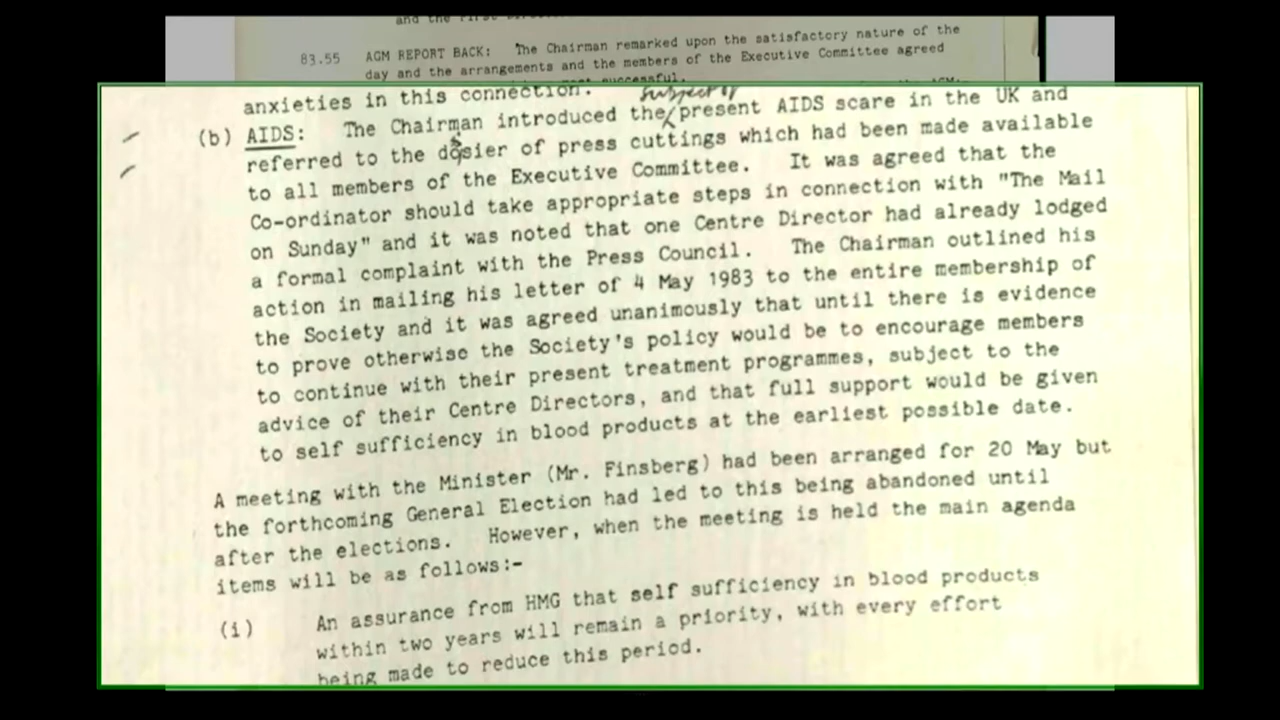 83.55 AGM REPORT BACK: The Chairman remarked upon the satisfactory nature of the
day and the arrangements and the members of the Executive Committee agreed
successful.
anxieties in this connection.
subject of
(b) AIDS: The Chairman introduced the present AIDS scare in the UK and
referred to the dosier of press cuttings which had been made available
to all members of the Executive Committee. It was agreed that the
Co-ordinator should take appropriate steps in connection with "The Mail
on Sunday" and it was noted that one Centre Director had already lodged
a formal complaint with the Press Council. The Chairman outlined his
action in mailing his letter of 4 May 1983 to the entire membership of
the Society and it was agreed unanimously that until there is evidence
to prove otherwise the Society's policy would be to encourage members
to continue with their present treatment programmes, subject to the
advice of their Centre Directors, and that full support would be given
to self sufficiency in blood products at the earliest possible date.
A meeting with the Minister (Mr. Finsberg) had been arranged for 20 May but
the forthcoming General Election had led to this being abandoned until
after the elections. However, when the meeting is held the main agenda
items will be as follows:-
(i) An assurance from HMG that self sufficiency in blood products
within two years will remain a priority, with every effort
being made to reduce this period.